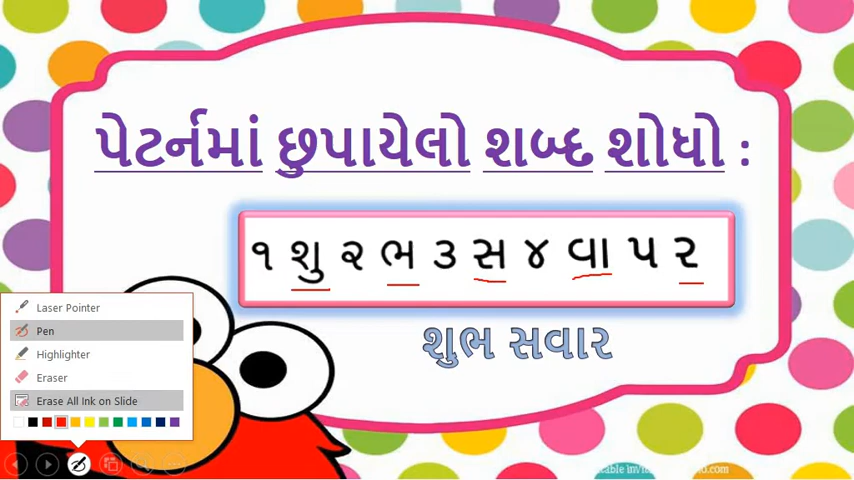 પેટર્નમાં છુપાયેલો શબ્દ શોધો :
૧ શુ ૨ ભ ૩ સ ૪ વા ૫ ર
શુભ સવાર
Laser Pointer
Pen
Highlighter
Eraser
Erase All Ink on Slide